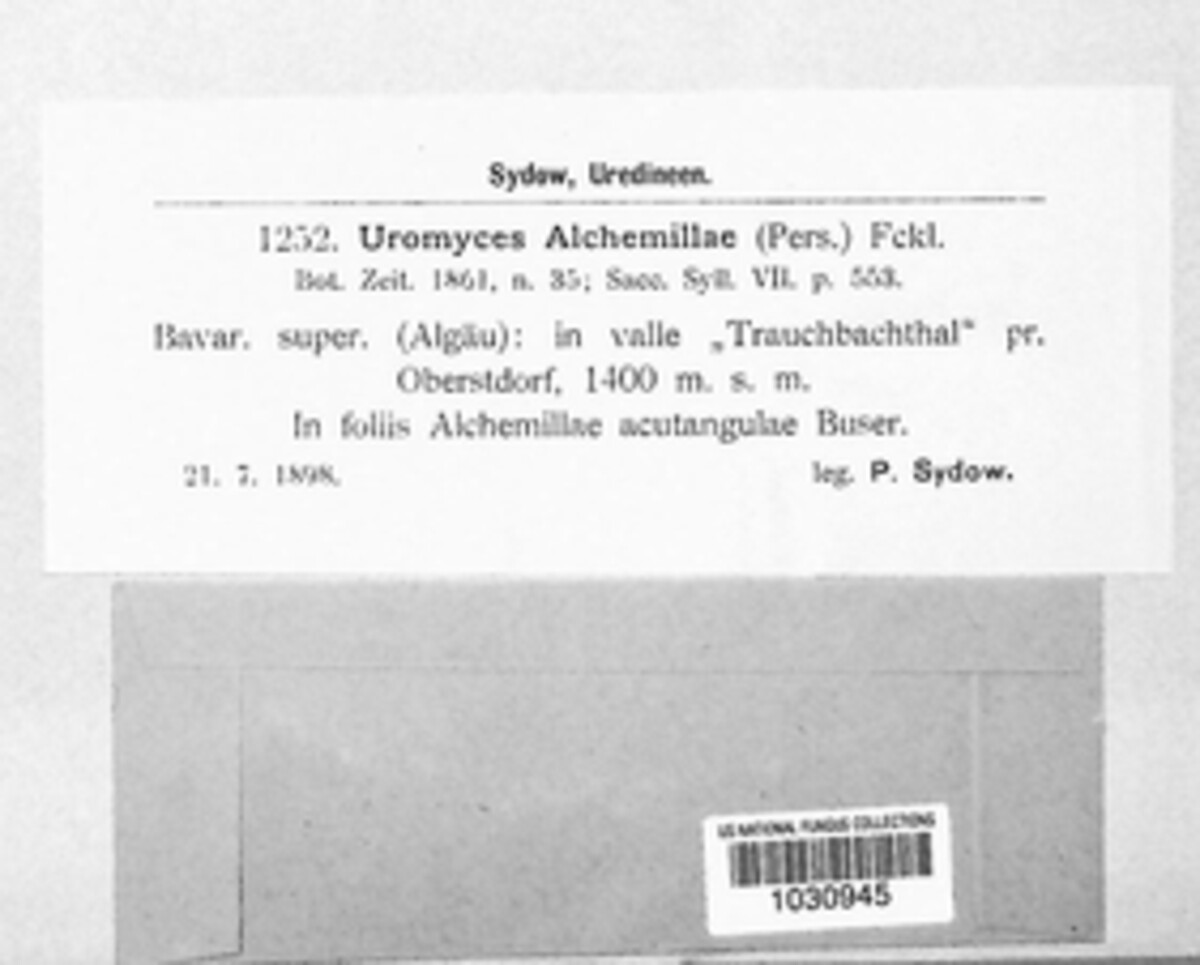 Sydow, Uredineen.
1252. Uromyces Alchemillae (Pers.) Fckl.
Bot. Zeit. 1861, n. 35; Sacc. Syll. VII. p. 553.
Bavar. super. (Algäu): in valle „Trauchbachthal“ pr.
Oberstdorf, 1400 m. s. m.
In foliis Alchemillae acutangulae Buser.
21. 7. 1898. leg. P. Sydow.
US NATIONAL FUNGUS COLLECTIONS
1030945